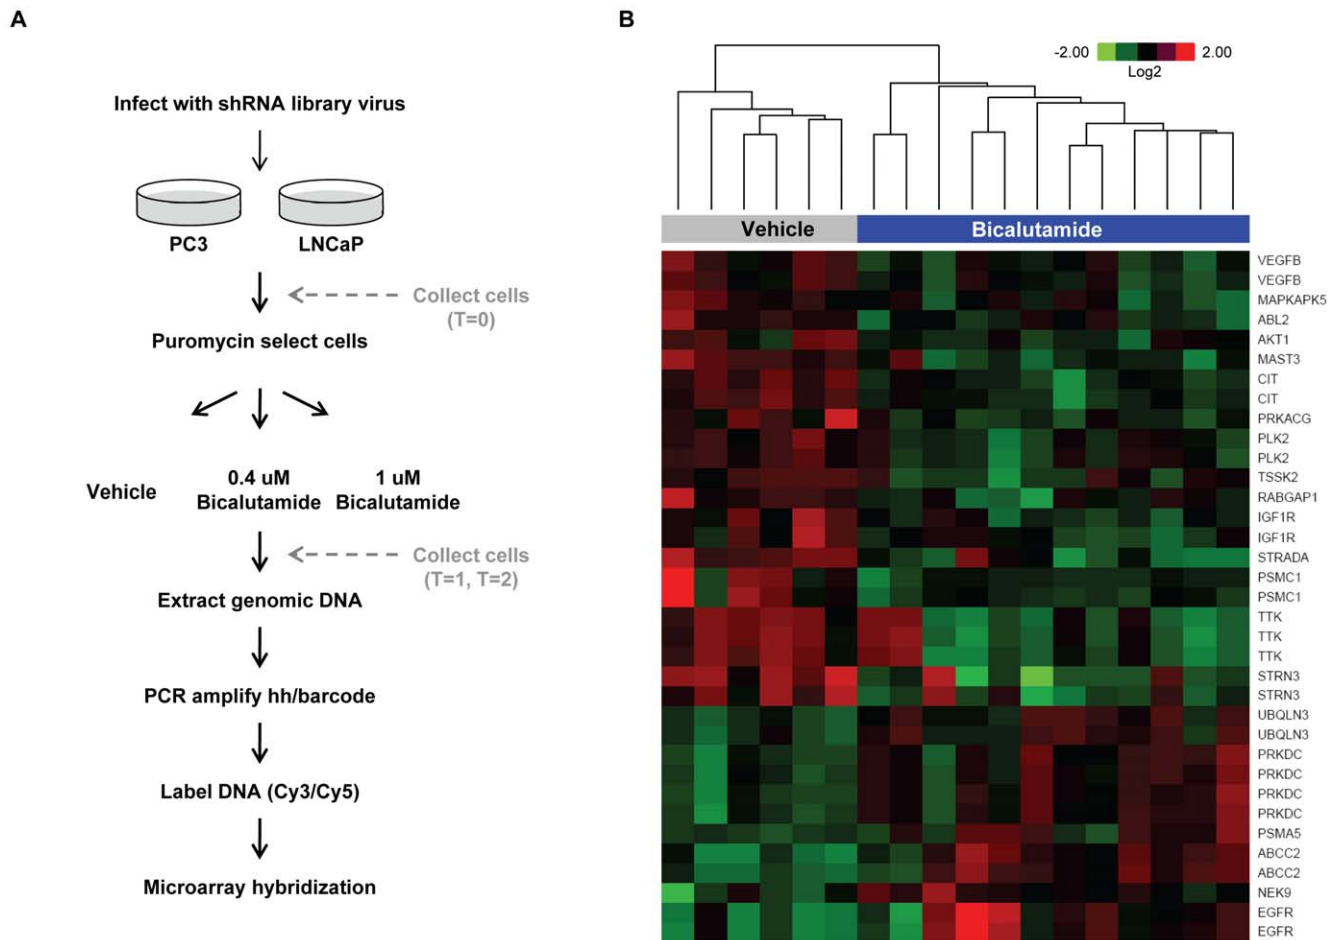 A
Infect with shRNA library virus
PC3
LNCaP
Collect cells
(T=0)
Puromycin select cells
Vehicle
0.4 uM
Bicalutamide
1 uM
Bicalutamide
Collect cells
(T=1, T=2)
Extract genomic DNA
PCR amplify hh/barcode
Label DNA (Cy3/Cy5)
Microarray hybridization
B
-2.00
2.00
Log2
Vehicle
Bicalutamide
VEGFB
VEGFB
MAPKAPK5
ABL2
AKT1
MAST3
CIT
CIT
PRKACG
PLK2
PLK2
TSSK2
RABGAP1
IGF1R
IGF1R
STRADA
PSMC1
PSMC1
TTK
TTK
TTK
STRN3
STRN3
UBQLN3
UBQLN3
PRKDC
PRKDC
PRKDC
PRKDC
PSMA5
ABCC2
ABCC2
NEK9
EGFR
EGFR